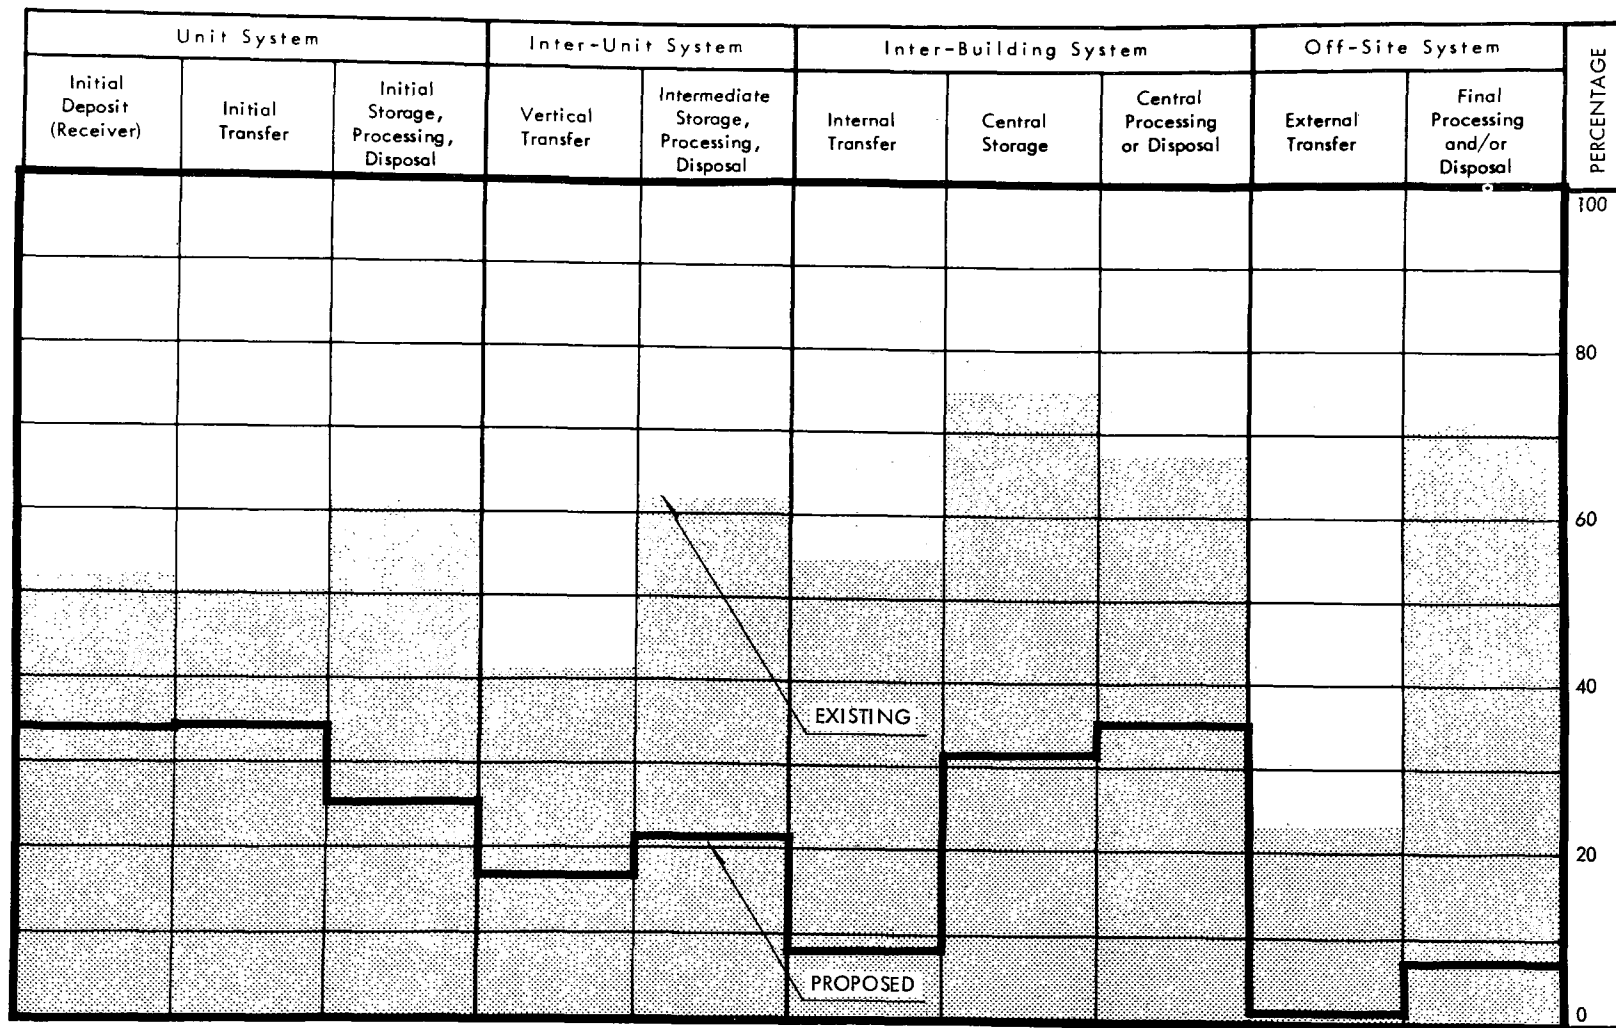 Unit System
Inter-Unit System
Inter-Building System
Off-Site System
PERCENTAGE
Initial
Deposit
(Receiver)
Initial
Transfer
Initial
Storage,
Processing,
Disposal
Vertical
Transfer
Intermediate
Storage,
Processing,
Disposal
Internal
Transfer
Central
Storage
Central
Processing
or Disposal
External
Transfer
Final
Processing
and/or
Disposal
100
80
60
40
20
0
EXISTING
PROPOSED